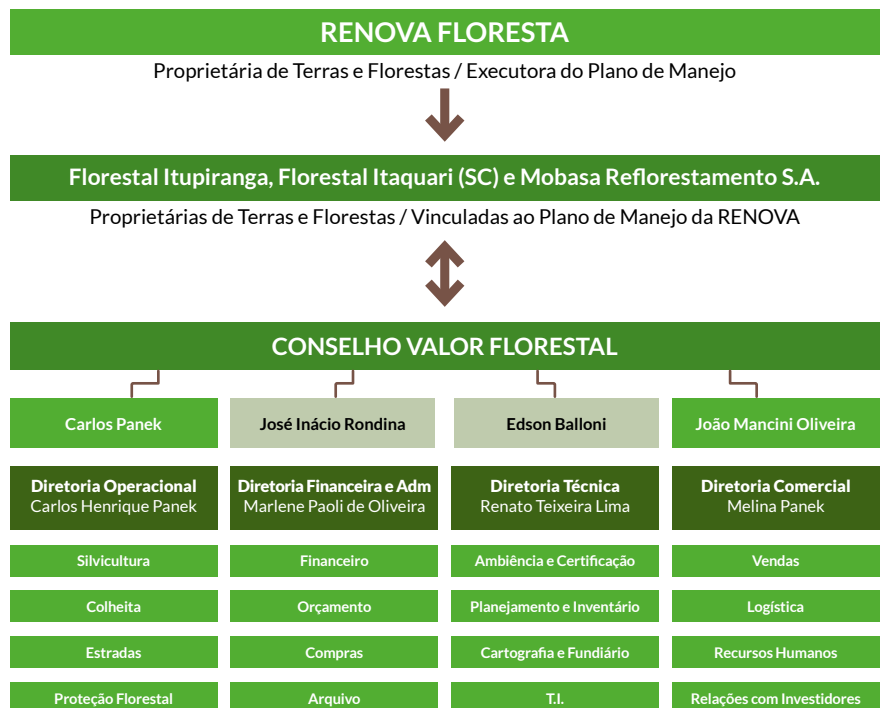 RENOVA FLORESTA
Proprietária de Terras e Florestas / Executora do Plano de Manejo
Florestal Itupiranga, Florestal Itaquari (SC) e Mobasa Reflorestamento S.A.
Proprietárias de Terras e Florestas / Vinculadas ao Plano de Manejo da RENOVA
CONSELHO VALOR FLORESTAL
Carlos Panek
José Inácio Rondina
Edson Balloni
João Mancini Oliveira
Diretoria Operacional
Carlos Henrique Panek
Diretoria Financeira e Adm
Marlene Paoli de Oliveira
Diretoria Técnica
Renato Teixeira Lima
Diretoria Comercial
Melina Panek
Silvicultura
Financeiro
Ambiência e Certificação
Vendas
Colheita
Orçamento
Planejamento e Inventário
Logística
Estradas
Compras
Cartografia e Fundiário
Recursos Humanos
Proteção Florestal
Arquivo
T.I.
Relações com Investidores